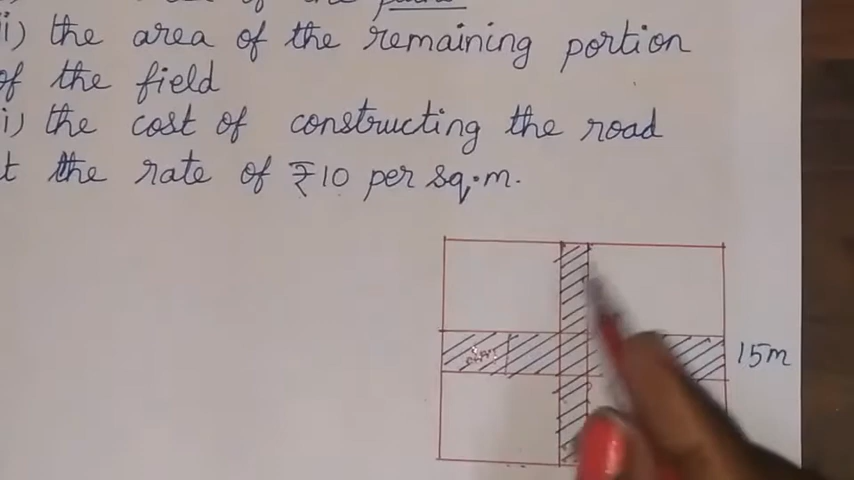 ii) the area of the remaining portion
of the field
i) the cost of constructing the road
t the rate of ₹10 per sq.m.
15m